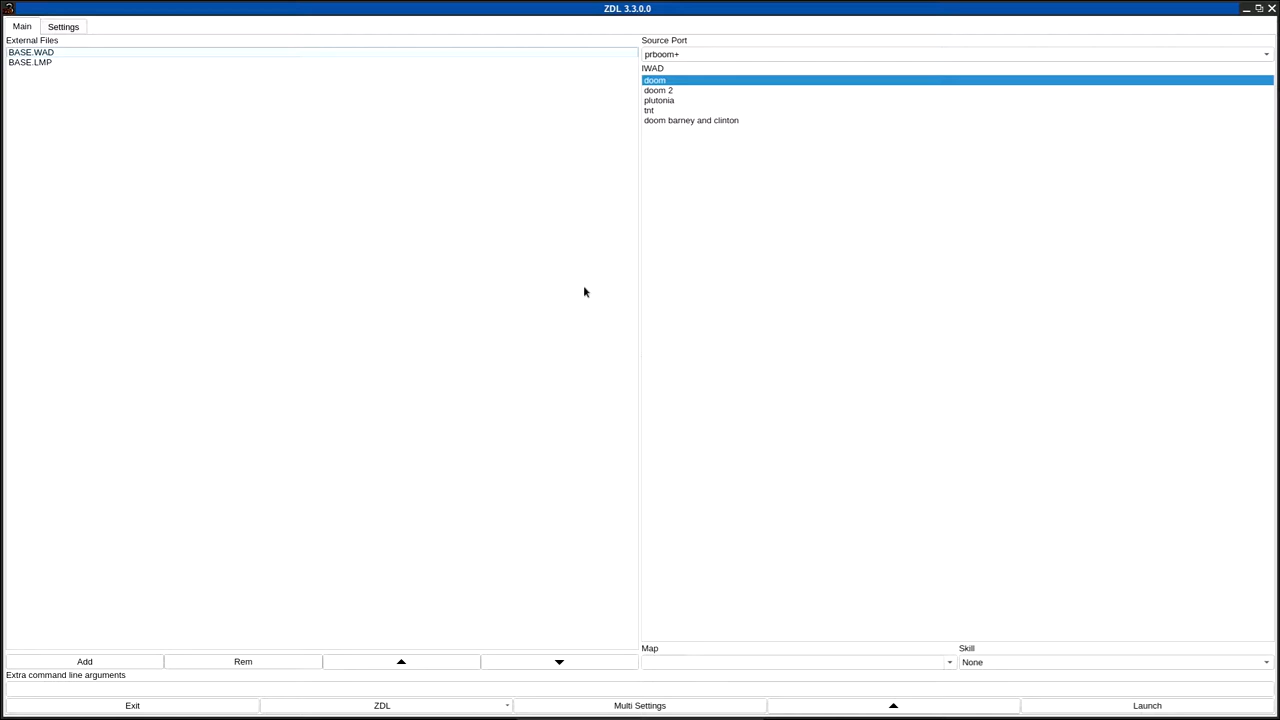 ZDL 3.3.0.0
Main
Settings
External Files
BASE.WAD
BASE.LMP
Source Port
prboom+
IWAD
doom
doom 2
plutonia
tnt
doom barney and clinton
Add
Rem
Map
Skill
None
Extra command line arguments
Exit
ZDL
Multi Settings
Launch